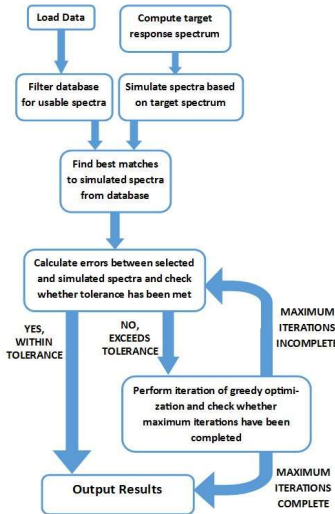 Load Data
Compute target
response spectrum
Filter database
for usable spectra
Simulate spectra based
on target spectrum
Find best matches
to simulated spectra
from database
Calculate errors between selected
and simulated spectra and check
whether tolerance has been met
YES,
WITHIN
TOLERANCE
NO,
EXCEEDS
TOLERANCE
MAXIMUM
ITERATIONS
INCOMPLETE
Perform iteration of greedy optimi-
zation and check whether
maximum iterations have been
completed
Output Results
MAXIMUM
ITERATIONS
COMPLETE